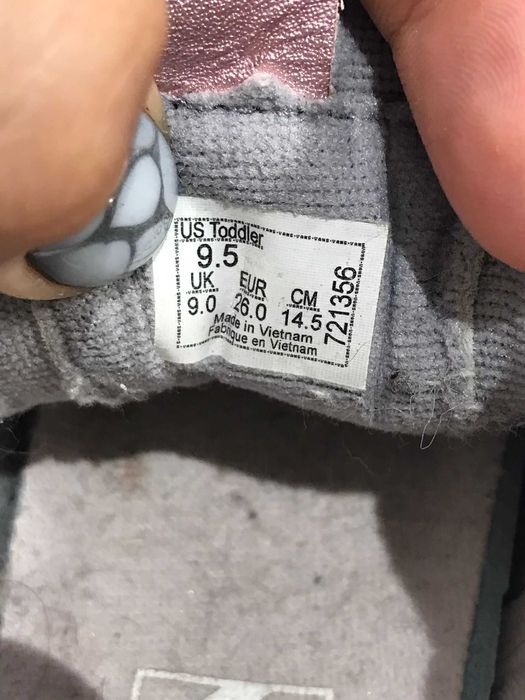 US Toddler
9.5
UK EUR CM
9.0 26.0 14.5
Made in Vietnam
Fabrique en Vietnam
721356